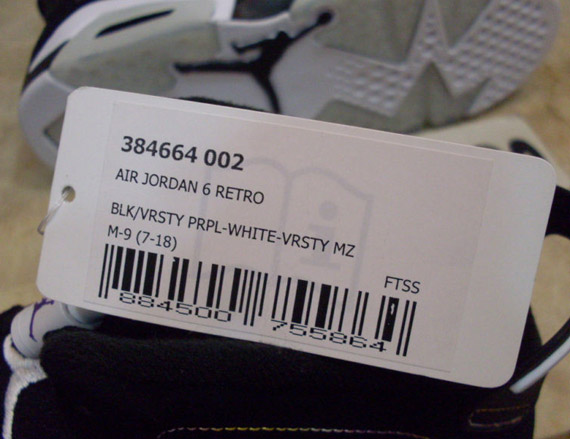 384664 002
AIR JORDAN 6 RETRO
BLK/VRSTY PRPL-WHITE-VRSTY MZ
M-9 (7-18)
FTSS
884500 755864